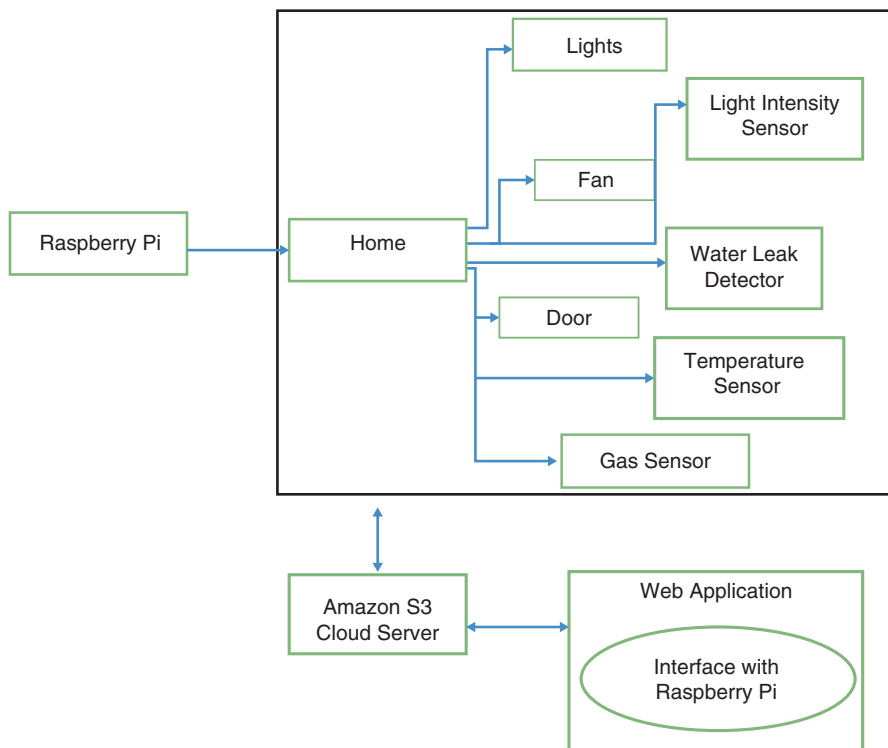 Lights
Light Intensity
Sensor
Fan
Raspberry Pi
Home
Water Leak
Detector
Door
Temperature
Sensor
Gas Sensor
Amazon S3
Cloud Server
Web Application
Interface with
Raspberry Pi